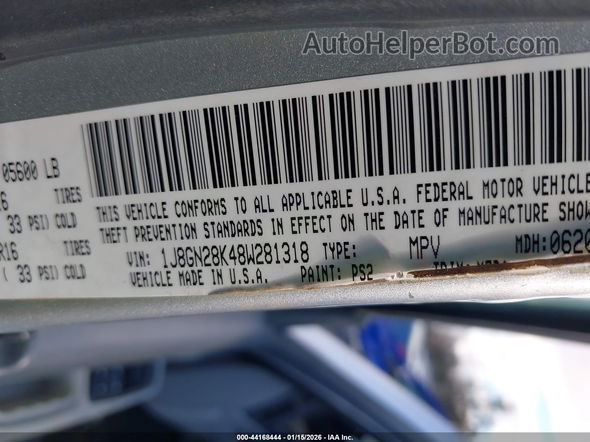 AutoHelperBot.com
05600 LB
TIRES
33 PSI) COLD
R16 TIRES
( 33 PSI) COLD
THIS VEHICLE CONFORMS TO ALL APPLICABLE U.S.A. FEDERAL MOTOR VEHICLE
THEFT PREVENTION STANDARDS IN EFFECT ON THE DATE OF MANUFACTURE SHOW
VIN: 1J8GN28K48W281318 TYPE: MPV MDH: 0620
VEHICLE MADE IN U.S.A. PAINT: PS2
000-44168444 - 01/15/2026 - IAA Inc.